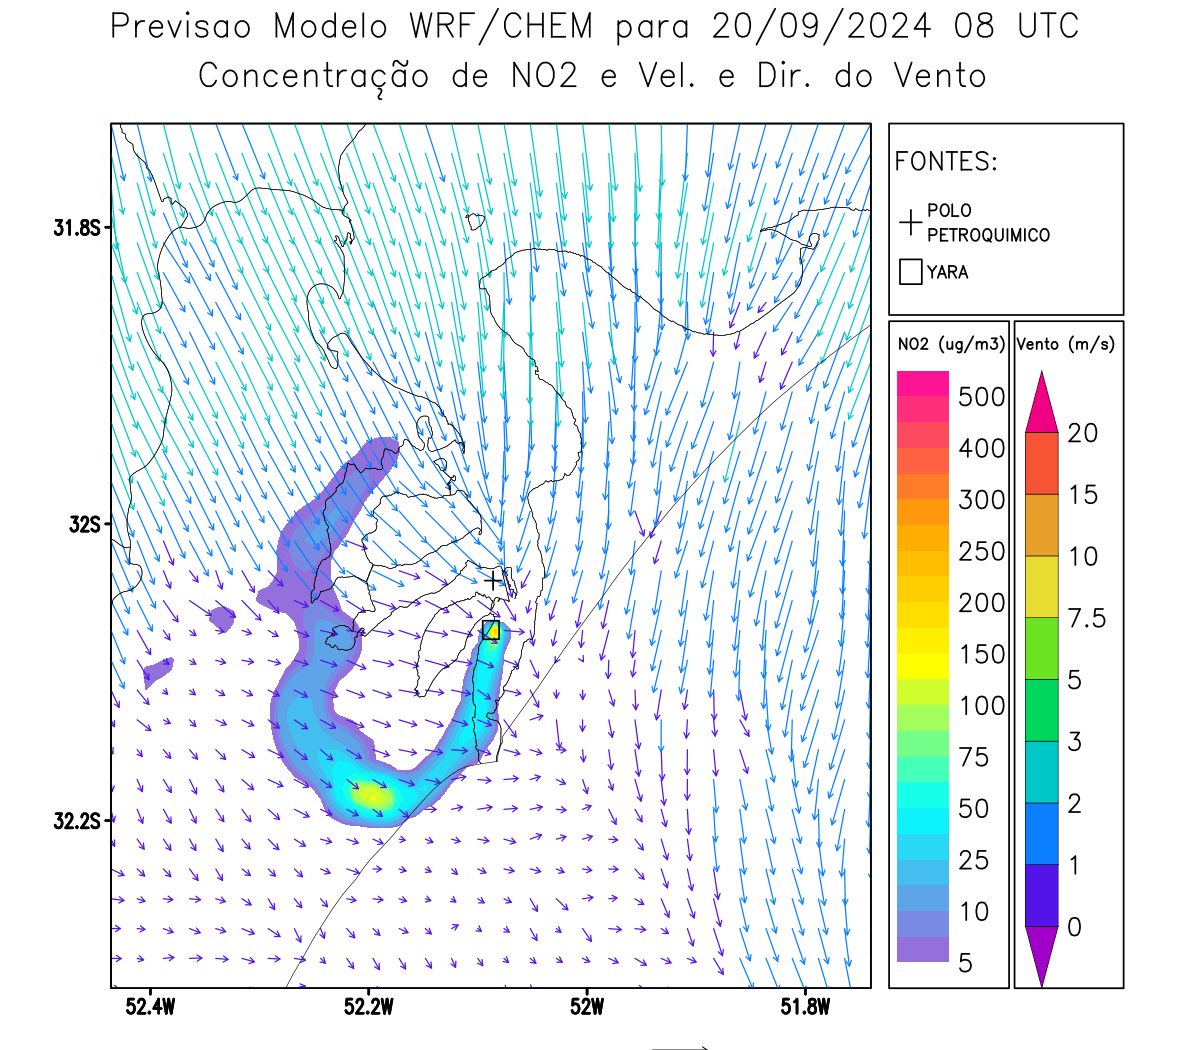 Previsao Modelo WRF/CHEM para 20/09/2024 08 UTC
Concentração de NO2 e Vel. e Dir. do Vento
FONTES:
POLO
PETROQUIMICO
YARA
NO2 (ug/m3)
500
400
300
250
200
150
100
75
50
25
10
5
Vento (m/s)
20
15
10
7.5
5
3
2
1
0
31.8S
32S
32.2S
52.4W
52.2W
52W
51.8W